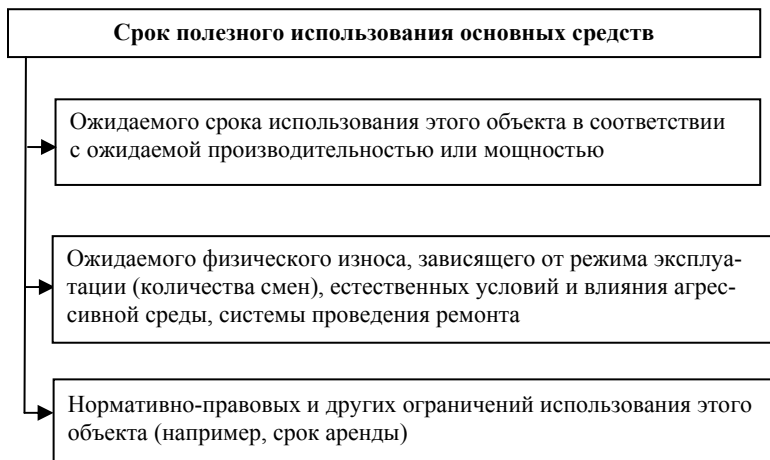 Срок полезного использования основных средств
Ожидаемого срока использования этого объекта в соответствии
с ожидаемой производительностью или мощностью
Ожидаемого физического износа, зависящего от режима эксплуа-
тации (количества смен), естественных условий и влияния агрес-
сивной среды, системы проведения ремонта
Нормативно-правовых и других ограничений использования этого
объекта (например, срок аренды)